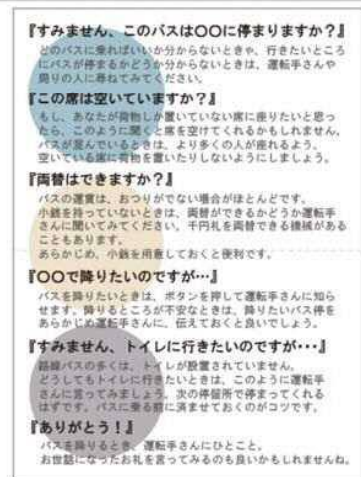 『すみません、このバスは〇〇に停まりますか？』
どのバスに乗ればいいか分からないときや、行きたいところ
にバスが停まるかどうか分からないときは、運転手さんや
周りの人に尋ねてみてください。
『この席は空いていますか？』
もし、あなたが荷物しか置いていない席に座りたいと思っ
たら、このように聞くと席を空けてくれるかもしれません。
バスが混んでいるときは、より多くの人が座れるよう、
空いている席に荷物を置いたりしないようにしましょう。
『両替はできますか？』
バスの運賃は、おつりがでない場合がほとんどです。
小銭を持っていないときは、両替ができるかどうか運転手
さんに聞いてみてください。千円札を両替できる機械がある
こともあります。
あらかじめ、小銭を用意しておくと便利です。
『〇〇で降りたいのですが…』
バスを降りたいときは、ボタンを押して運転手さんに知ら
せます。降りるところが不安なときは、降りたいバス停を
あらかじめ運転手さんに、伝えておくと良いでしょう。
『すみません、トイレに行きたいのですが・・・』
路線バスの多くは、トイレが設置されていません。
どうしてもトイレに行きたいときは、このように運転手
さんに言ってみましょう。次の停留所で停まってくれる
はずです。バスに乗る前に済ませておくのがコツです。
『ありがとう！』
バスを降りるとき、運転手さんにひとこと。
お世話になったお礼を言ってみるのも良いかもしれませんね。